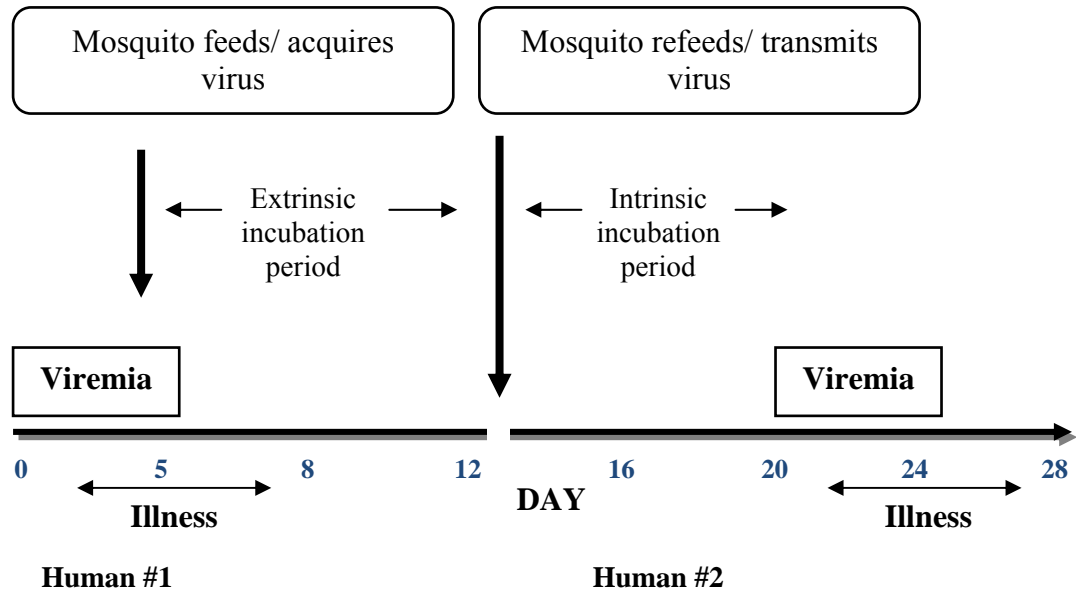 Mosquito feeds/ acquires
virus
Mosquito refeeds/ transmits
virus
Extrinsic
incubation
period
Intrinsic
incubation
period
Viremia
Viremia
0 5 8 12 16 20 24 28
DAY
Illness
Illness
Human #1
Human #2